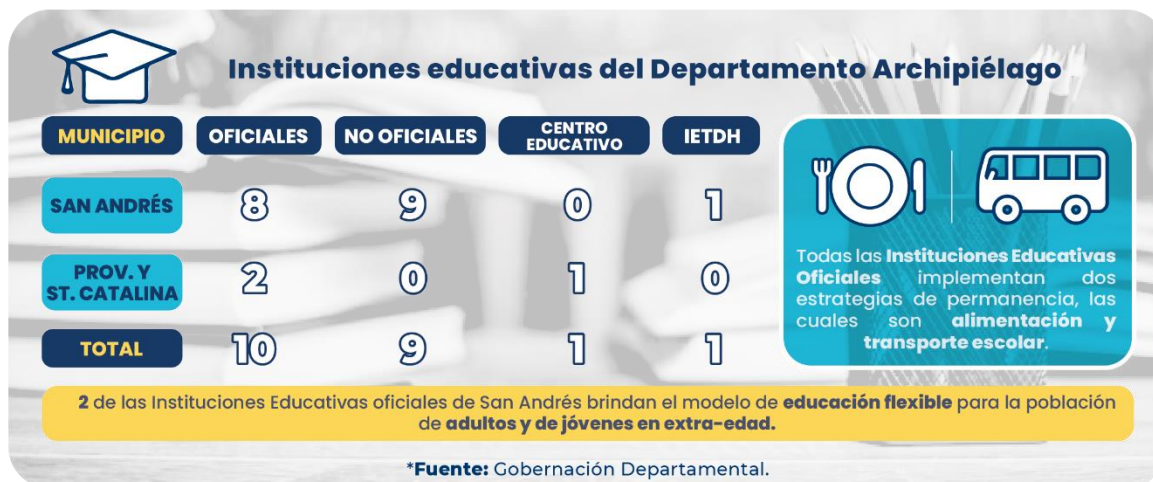 Instituciones educativas del Departamento Archipiélago
MUNICIPIO OFICIALES NO OFICIALES CENTRO EDUCATIVO IETDH
SAN ANDRÉS 8 9 0 1
PROV. Y ST. CATALINA 2 0 1 0
TOTAL 10 9 1 1
Todas las Instituciones Educativas
Oficiales implementan dos
estrategias de permanencia, las
cuales son alimentación y
transporte escolar.
2 de las Instituciones Educativas oficiales de San Andrés brindan el modelo de educación flexible para la población
de adultos y de jóvenes en extra-edad.
*Fuente: Gobernación Departamental.